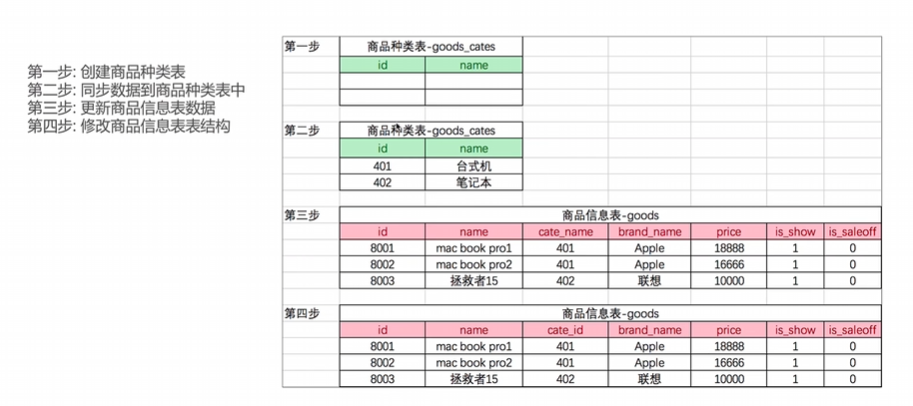 第一步: 创建商品种类表
第二步: 同步数据到商品种类表中
第三步: 更新商品信息表数据
第四步: 修改商品信息表表结构
第一步 商品种类表-goods_cates
id name
第二步 商品种类表-goods_cates
id name
401 台式机
402 笔记本
第三步 商品信息表-goods
id name cate_name brand_name price is_show is_saleoff
8001 mac book pro1 401 Apple 18888 1 0
8002 mac book pro2 401 Apple 16666 1 0
8003 拯救者15 402 联想 10000 1 0
第四步 商品信息表-goods
id name cate_id brand_name price is_show is_saleoff
8001 mac book pro1 401 Apple 18888 1 0
8002 mac book pro2 401 Apple 16666 1 0
8003 拯救者15 402 联想 10000 1 0